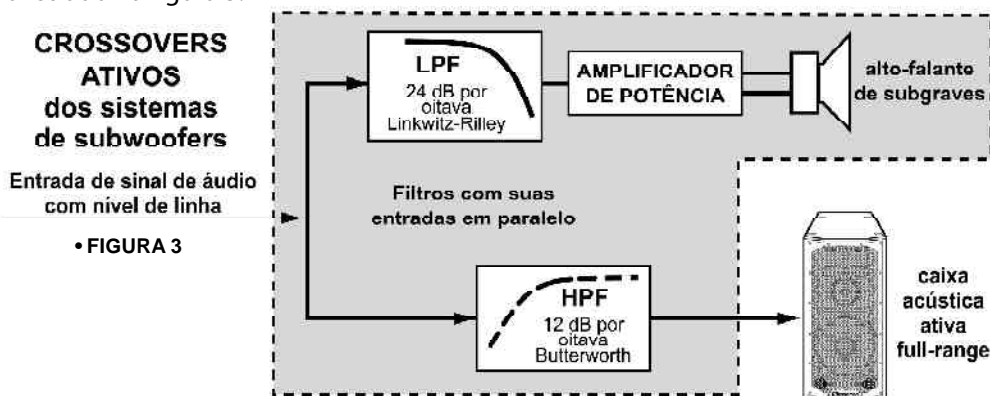 CROSSOVERS
ATIVOS
dos sistemas
de subwoofers
Entrada de sinal de áudio
com nível de linha
• FIGURA 3
LPF
24 dB por
oitava
Linkwitz-Rilley
AMPLIFICADOR
DE POTÊNCIA
alto-falante
de subgraves
Filtros com suas
entradas em paralelo
HPF
12 dB por
oitava
Butterworth
caixa
acústica
ativa
full-range